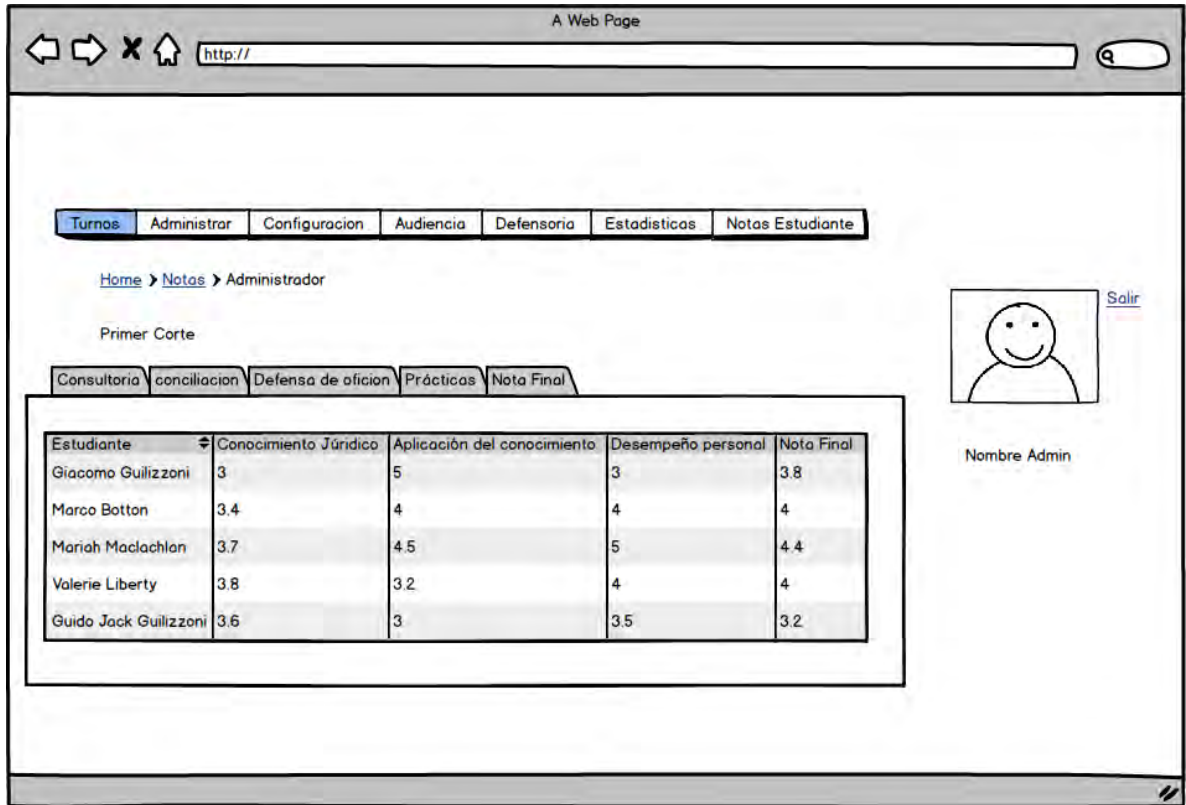 A Web Page
http://
Turnos Administrar Configuracion Audiencia Defensoria Estadisticas Notas Estudiante
Home Notas Administrador
Salir
Primer Corte
Consultoria conciliacion Defensa de oficion Prácticas Nota Final
Nombre Admin
Estudiante Conocimiento Júridico Aplicación del conocimiento Desempeño personal Nota Final
Giacomo Guilizzoni 3 5 3 3.8
Marco Botton 3.4 4 4 4
Mariah Maclachlan 3.7 4.5 5 4.4
Valerie Liberty 3.8 3.2 4 4
Guido Jack Guilizzoni 3.6 3 3.5 3.2